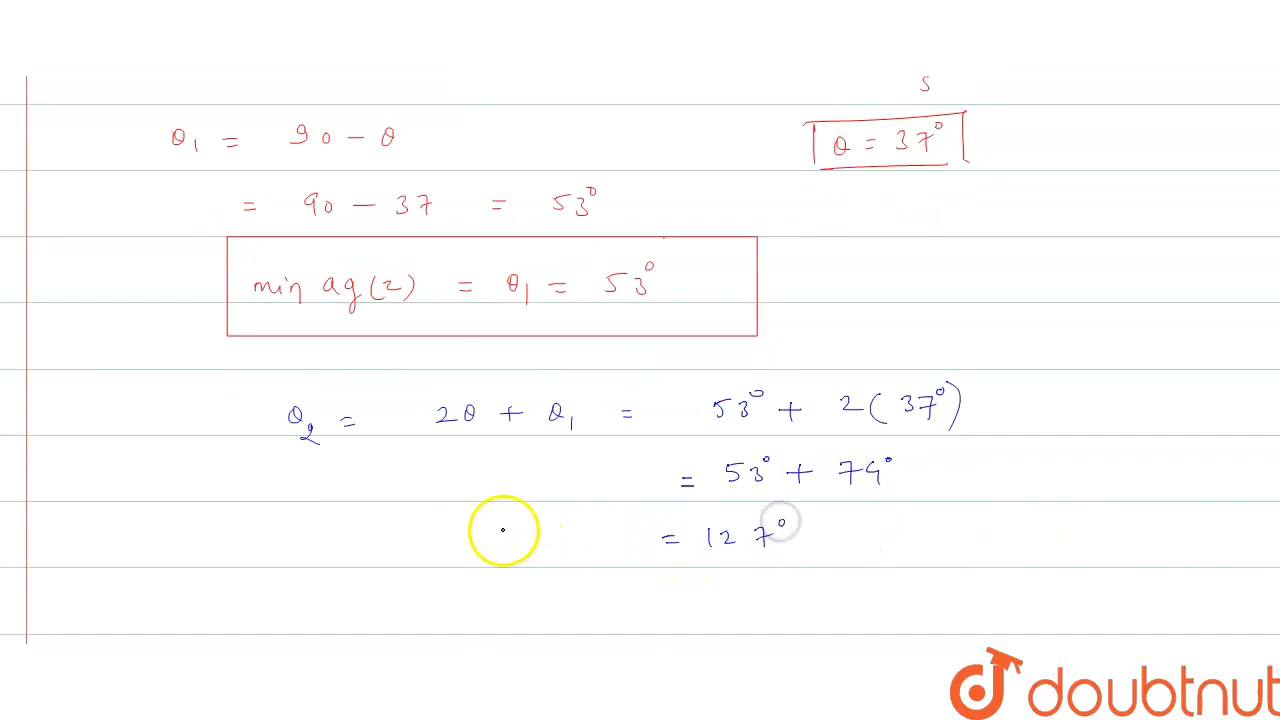 5
θ = 37°
θ₁ = 90 - θ
= 90 - 37 = 53°
min ag(z) = θ₁ = 53°
θ₂ = 2θ + θ₁ = 53° + 2(37°)
= 53° + 74°
= 127°
doubtnut